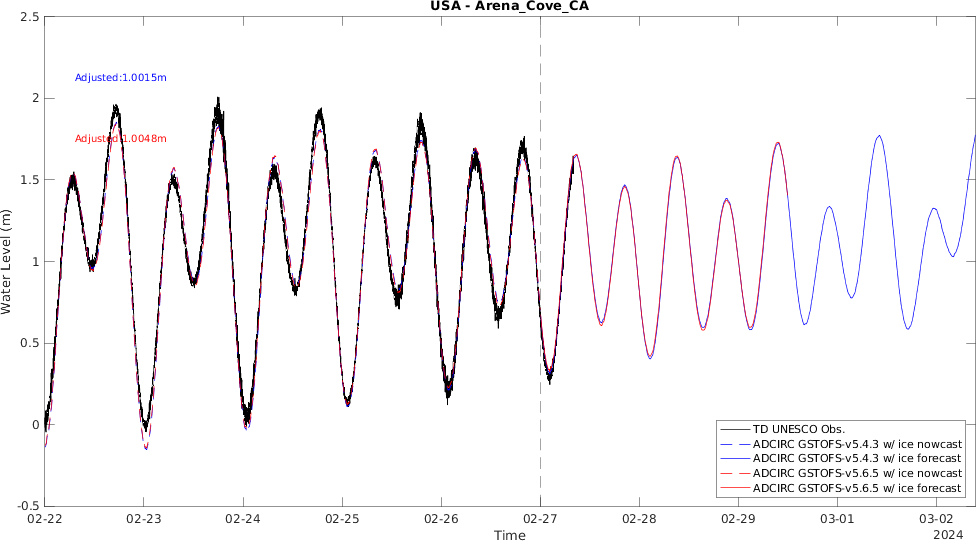 USA - Arena_Cove_CA
2.5
2
1.5
1
0.5
0
-0.5
Water Level (m)
Adjusted:1.0015m
Adjusted:1.0048m
TD UNESCO Obs.
ADCIRC GSTOFS-v5.4.3 w/ ice nowcast
ADCIRC GSTOFS-v5.4.3 w/ ice forecast
ADCIRC GSTOFS-v5.6.5 w/ ice nowcast
ADCIRC GSTOFS-v5.6.5 w/ ice forecast
02-22 02-23 02-24 02-25 02-26 02-27 02-28 02-29 03-01 03-02
Time
2024